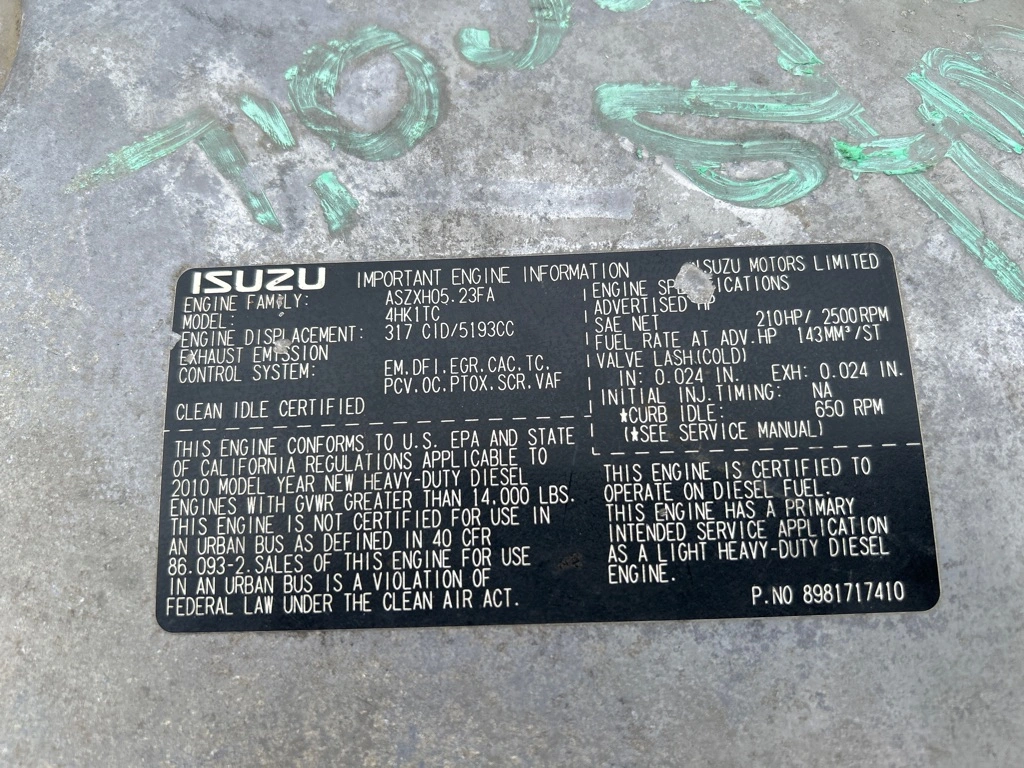 ISUZU IMPORTANT ENGINE INFORMATION ISUZU MOTORS LIMITED
ENGINE FAMILY: ASZXH05.23FA
MODEL: 4HK1TC
ENGINE DISPLACEMENT: 317 CID/5193CC
EXHAUST EMISSION
CONTROL SYSTEM: EM.DFI.EGR.CAC.TC.
PCV.OC.PTOX.SCR.VAF
CLEAN IDLE CERTIFIED
ENGINE SPECIFICATIONS
ADVERTISED HP
SAE NET 210HP/ 2500RPM
FUEL RATE AT ADV.HP 143MM³/ST
VALVE LASH(COLD)
IN: 0.024 IN. EXH: 0.024 IN.
INITIAL INJ.TIMING: NA
★CURB IDLE: 650 RPM
(★SEE SERVICE MANUAL)
THIS ENGINE CONFORMS TO U.S. EPA AND STATE
OF CALIFORNIA REGULATIONS APPLICABLE TO
2010 MODEL YEAR NEW HEAVY-DUTY DIESEL
ENGINES WITH GVWR GREATER THAN 14.000 LBS.
THIS ENGINE IS NOT CERTIFIED FOR USE IN
AN URBAN BUS AS DEFINED IN 40 CFR
86.093-2.SALES OF THIS ENGINE FOR USE
IN AN URBAN BUS IS A VIOLATION OF
FEDERAL LAW UNDER THE CLEAN AIR ACT.
THIS ENGINE IS CERTIFIED TO
OPERATE ON DIESEL FUEL.
THIS ENGINE HAS A PRIMARY
INTENDED SERVICE APPLICATION
AS A LIGHT HEAVY-DUTY DIESEL
ENGINE.
P.NO 8981717410